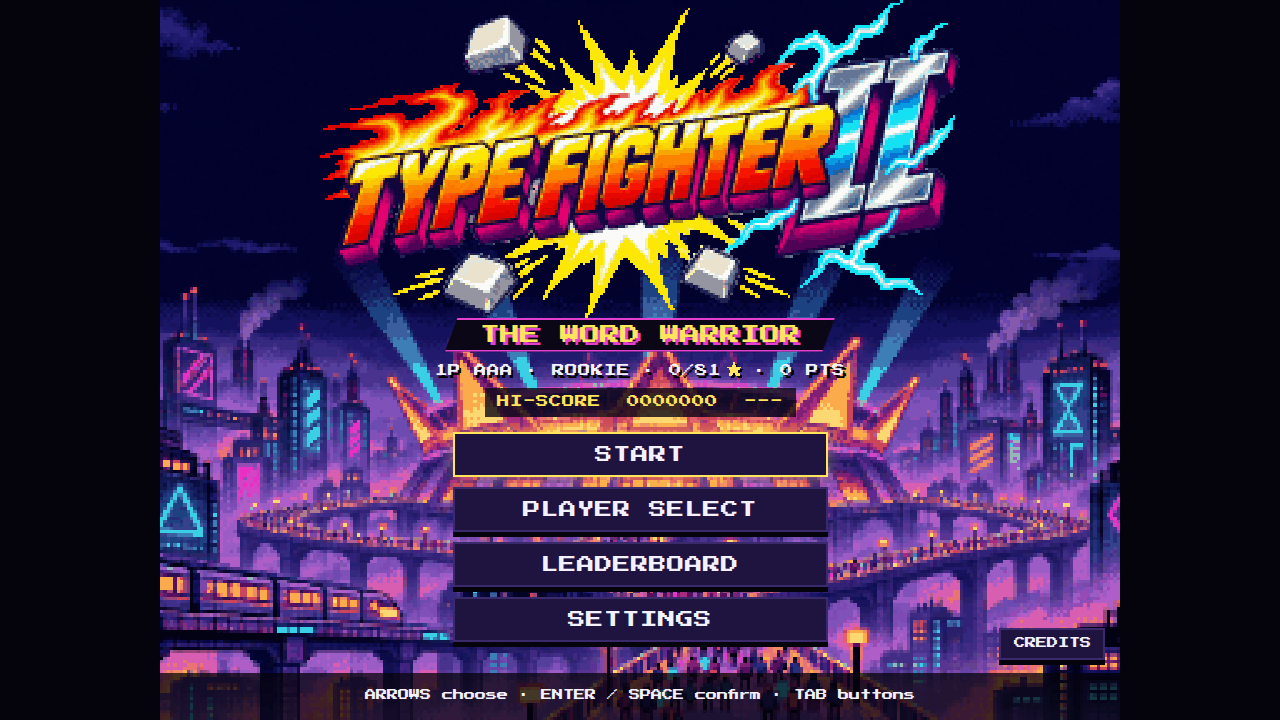 TYPE FIGHTER II
THE WORD WARRIOR
1P AAA · ROOKIE · 0/81 ★ · 0 PTS
HI-SCORE 0000000 ---
START
PLAYER SELECT
LEADERBOARD
SETTINGS
CREDITS
ARROWS choose · ENTER / SPACE confirm · TAB buttons